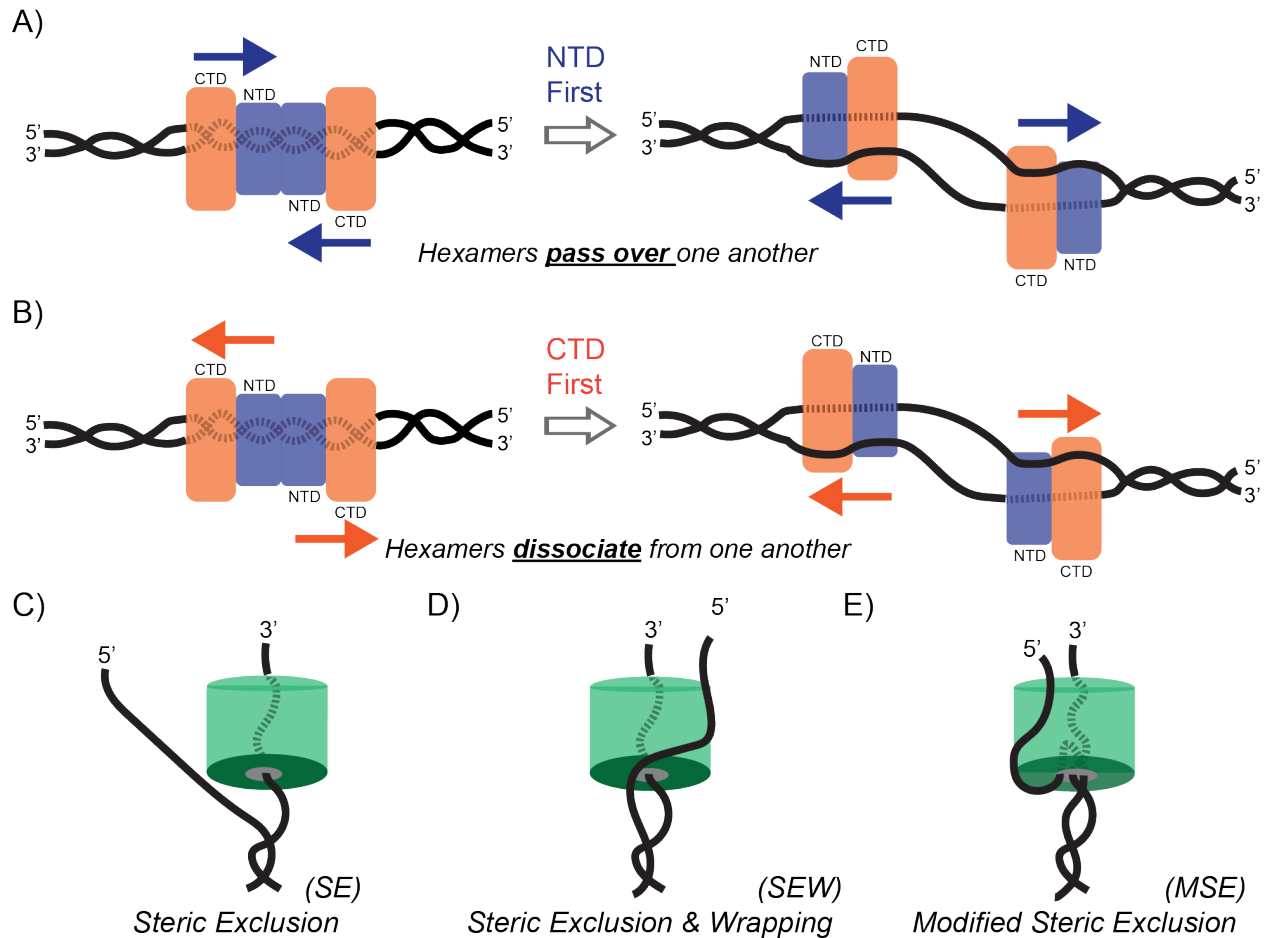 A)
CTD
NTD
NTD
CTD
5’
3’
5’
3’
NTD
First
NTD
CTD
5’
3’
CTD
NTD
5’
3’
Hexamers pass over one another
B)
CTD
NTD
NTD
CTD
5’
3’
5’
3’
CTD
First
CTD
NTD
5’
3’
NTD
CTD
5’
3’
Hexamers dissociate from one another
C)
5’
3’
(SE)
Steric Exclusion
D)
3’
5’
(SEW)
Steric Exclusion & Wrapping
E)
5’
3’
(MSE)
Modified Steric Exclusion